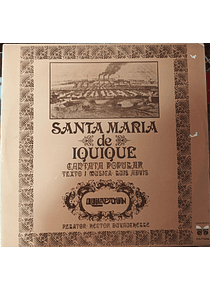 SANTA MARIA
de
IQUIQUE
CANTATA POPULAR
TEXTO Y MUSICA: LUIS ADVIS
QUILAPAYUN
RELATOR: HECTOR DUVAUCHELLE